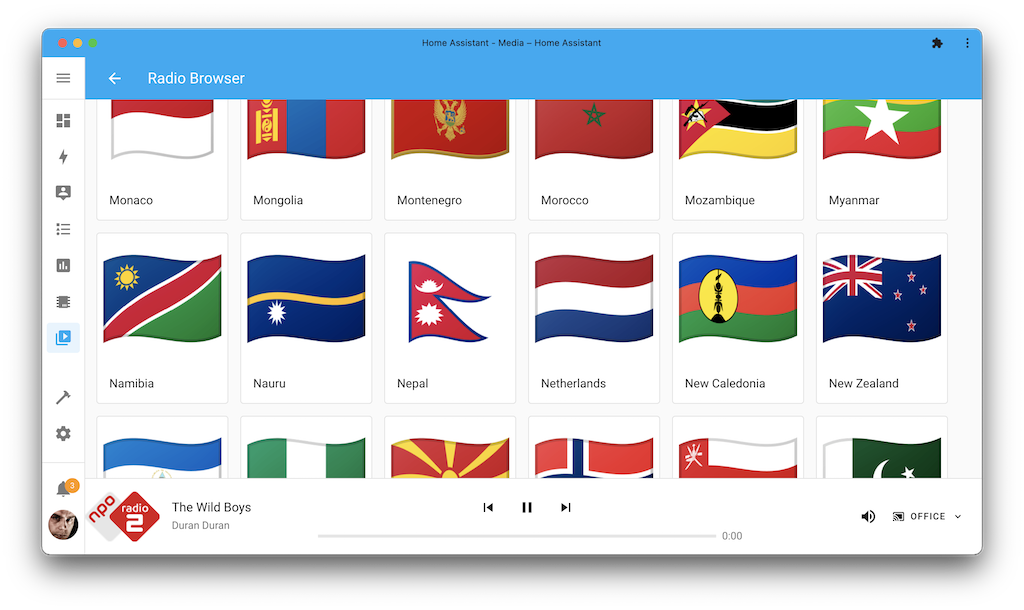 Home Assistant - Media – Home Assistant
Radio Browser
Monaco
Mongolia
Montenegro
Morocco
Mozambique
Myanmar
Namibia
Nauru
Nepal
Netherlands
New Caledonia
New Zealand
3
npo
radio
2
The Wild Boys
Duran Duran
0:00
OFFICE